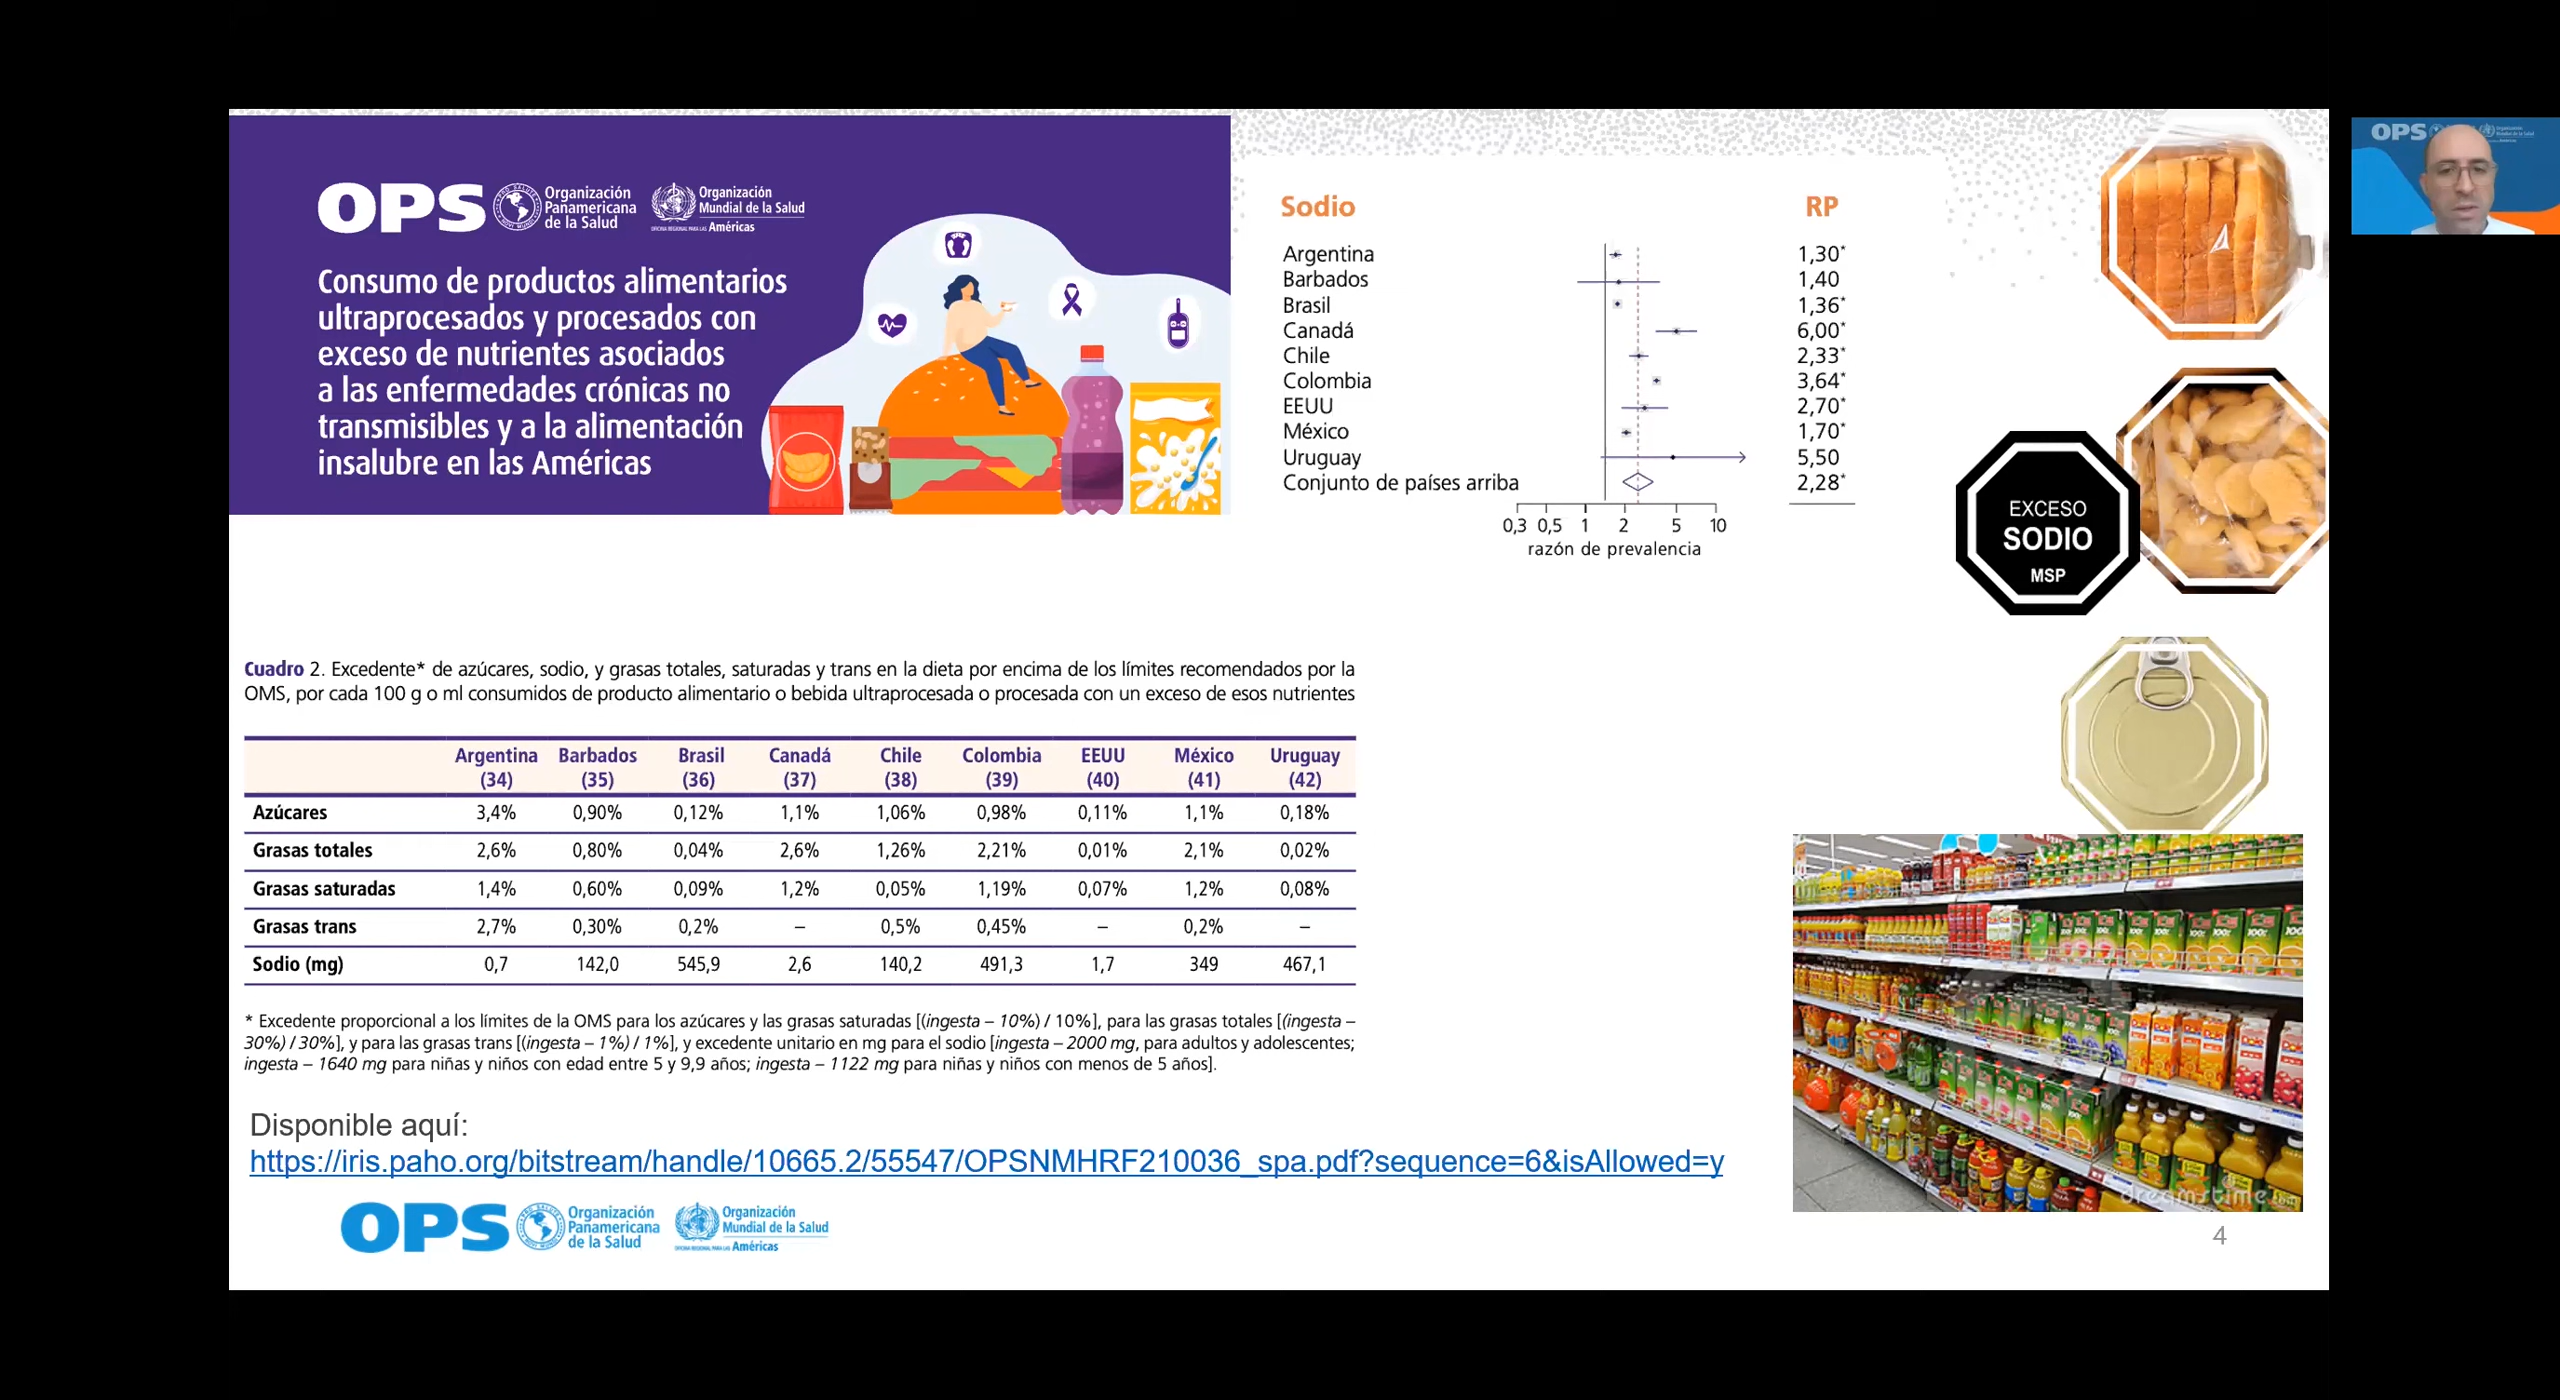 OPS
Organización
Panamericana
de la Salud
Organización
Mundial de la Salud
OFICINA REGIONAL PARA LAS Américas
Consumo de productos alimentarios
ultraprocesados y procesados con
exceso de nutrientes asociados
a las enfermedades crónicas no
transmisibles y a la alimentación
insalubre en las Américas
Sodio RP
Argentina 1,30*
Barbados 1,40
Brasil 1,36*
Canadá 6,00*
Chile 2,33*
Colombia 3,64*
EEUU 2,70*
México 1,70*
Uruguay 5,50
Conjunto de países arriba 2,28*
0,3 0,5 1 2 5 10
razón de prevalencia
EXCESO
SODIO
MSP
OPS
Cuadro 2. Excedente* de azúcares, sodio, y grasas totales, saturadas y trans en la dieta por encima de los límites recomendados por la
OMS, por cada 100 g o ml consumidos de producto alimentario o bebida ultraprocesada o procesada con un exceso de esos nutrientes
Argentina Barbados Brasil Canadá Chile Colombia EEUU México Uruguay
(34) (35) (36) (37) (38) (39) (40) (41) (42)
Azúcares 3,4% 0,90% 0,12% 1,1% 1,06% 0,98% 0,11% 1,1% 0,18%
Grasas totales 2,6% 0,80% 0,04% 2,6% 1,26% 2,21% 0,01% 2,1% 0,02%
Grasas saturadas 1,4% 0,60% 0,09% 1,2% 0,05% 1,19% 0,07% 1,2% 0,08%
Grasas trans 2,7% 0,30% 0,2% – 0,5% 0,45% – 0,2% –
Sodio (mg) 0,7 142,0 545,9 2,6 140,2 491,3 1,7 349 467,1
* Excedente proporcional a los límites de la OMS para los azúcares y las grasas saturadas [(ingesta – 10%) / 10%], para las grasas totales [(ingesta –
30%) / 30%], y para las grasas trans [(ingesta – 1%) / 1%], y excedente unitario en mg para el sodio [ingesta – 2000 mg, para adultos y adolescentes;
ingesta – 1640 mg para niñas y niños con edad entre 5 y 9,9 años; ingesta – 1122 mg para niñas y niños con menos de 5 años].
Disponible aquí:
https://iris.paho.org/bitstream/handle/10665.2/55547/OPSNMHRF210036_spa.pdf?sequence=6&isAllowed=y
OPS
Organización
Panamericana
de la Salud
Organización
Mundial de la Salud
OFICINA REGIONAL PARA LAS Américas
dreamstime
4